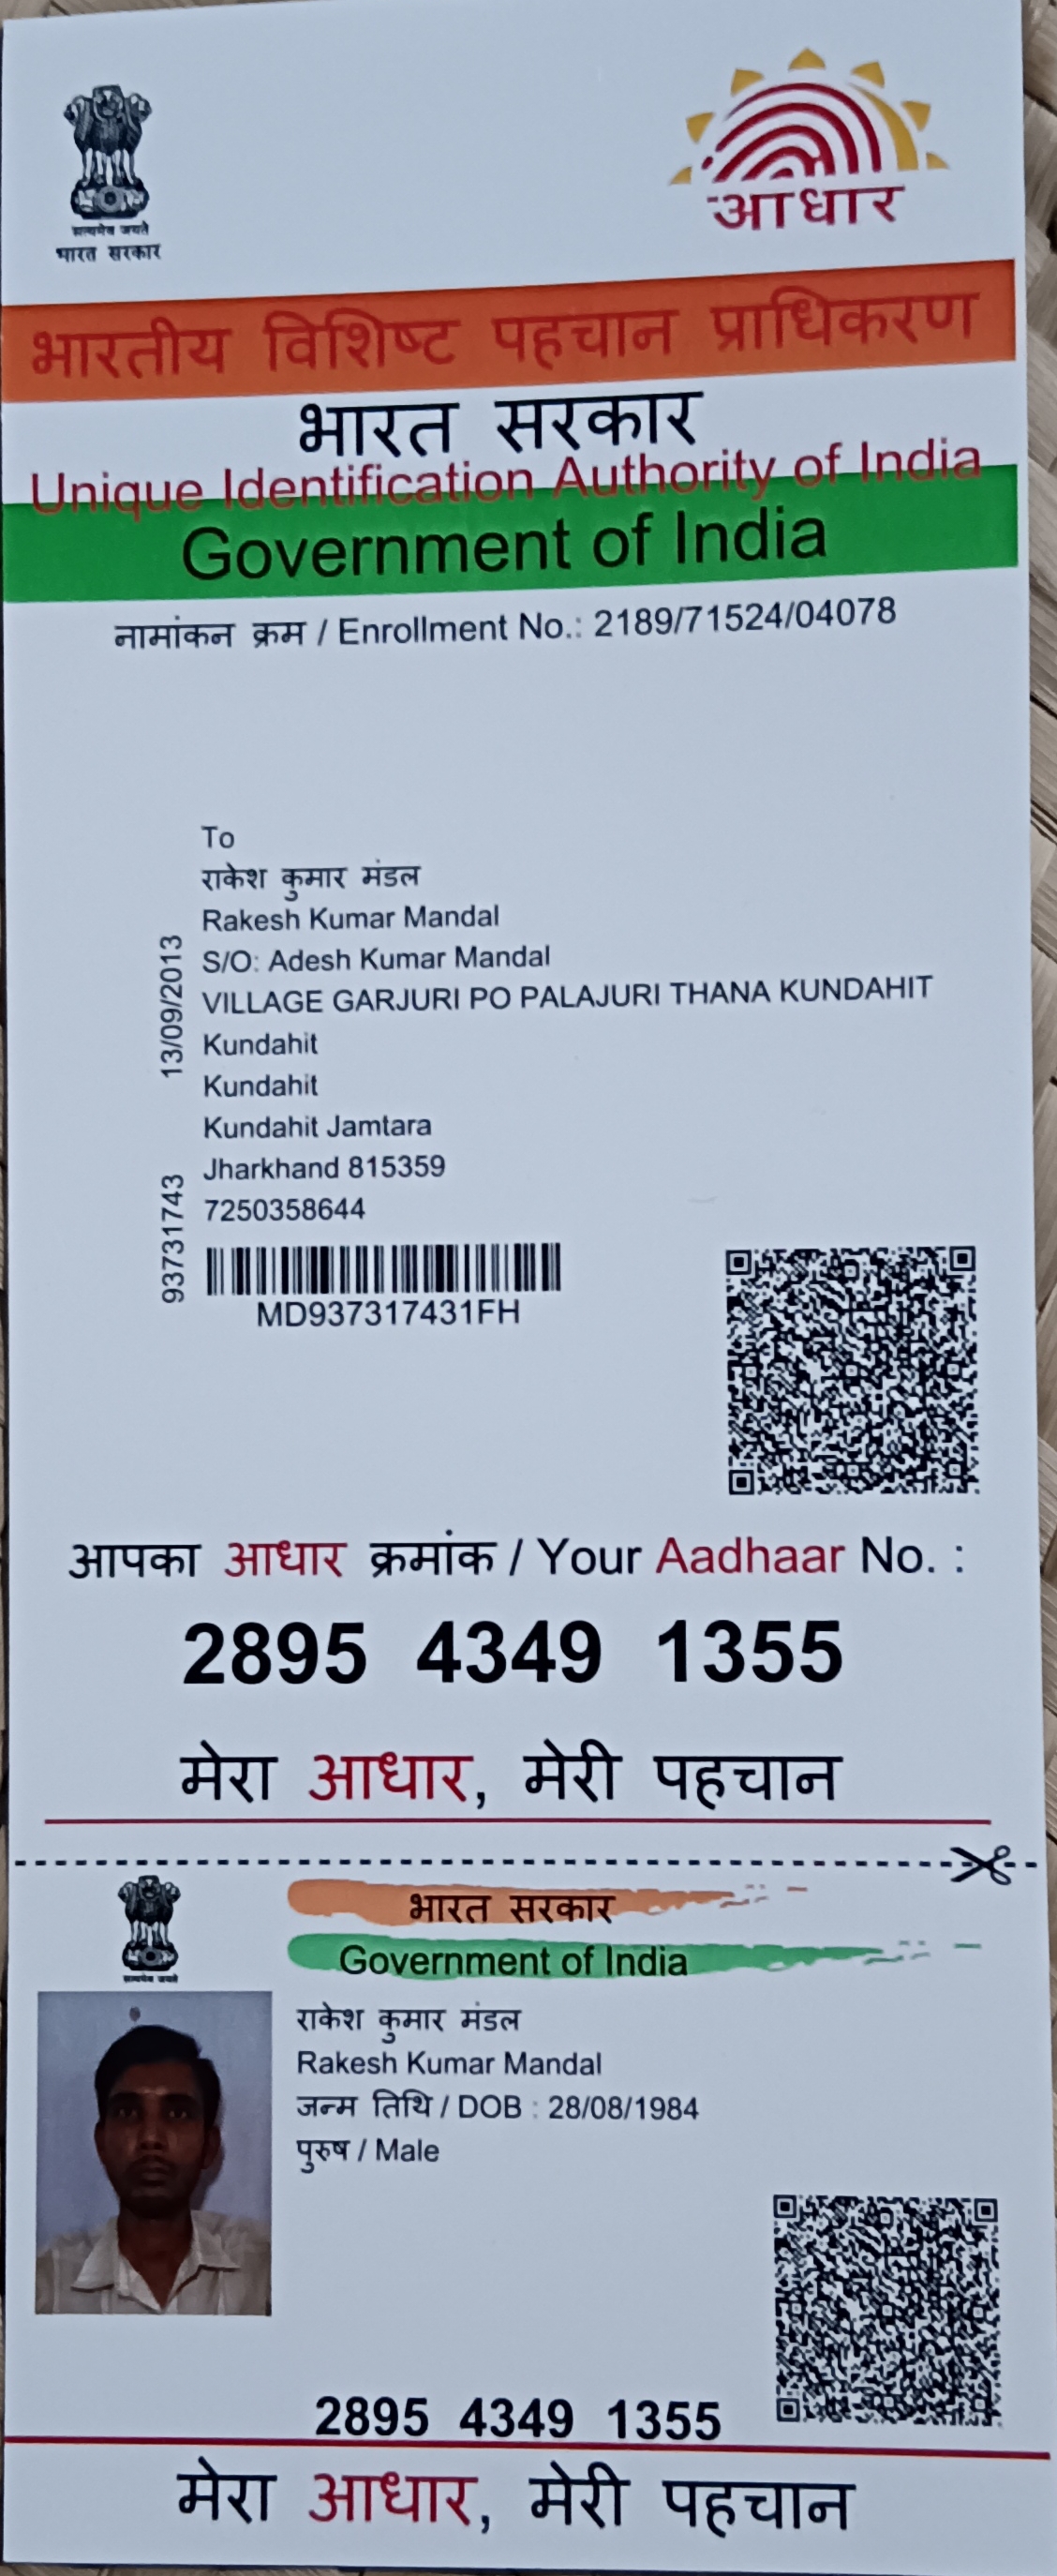 सत्यमेव जयते
भारत सरकार
आधार
भारतीय विशिष्ट पहचान प्राधिकरण
भारत सरकार
Unique Identification Authority of India
Government of India
नामांकन क्रम / Enrollment No.: 2189/71524/04078
To
राकेश कुमार मंडल
Rakesh Kumar Mandal
S/O: Adesh Kumar Mandal
VILLAGE GARJURI PO PALAJURI THANA KUNDAHIT
Kundahit
Kundahit
Kundahit Jamtara
Jharkhand 815359
7250358644
13/09/2013
93731743
MD937317431FH
आपका आधार क्रमांक / Your Aadhaar No. :
2895 4349 1355
मेरा आधार, मेरी पहचान
सत्यमेव जयते
भारत सरकार
Government of India
राकेश कुमार मंडल
Rakesh Kumar Mandal
जन्म तिथि / DOB : 28/08/1984
पुरुष / Male
2895 4349 1355
मेरा आधार, मेरी पहचान